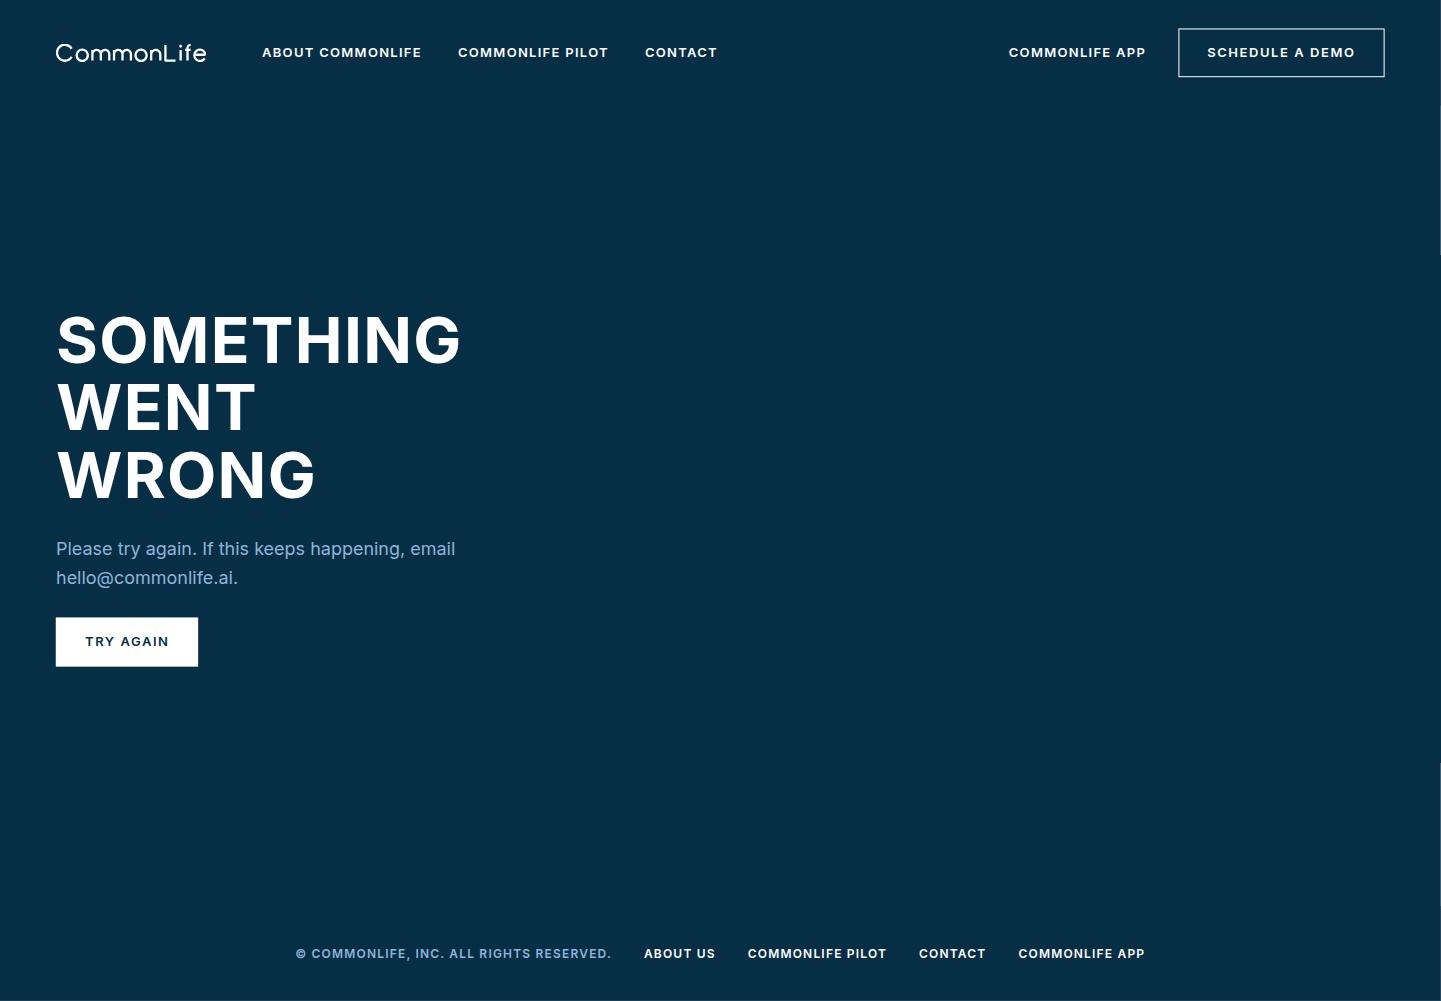 CommonLife
ABOUT COMMONLIFE
COMMONLIFE PILOT
CONTACT
COMMONLIFE APP
SCHEDULE A DEMO
SOMETHING
WENT
WRONG
Please try again. If this keeps happening, email
hello@commonlife.ai.
TRY AGAIN
© COMMONLIFE, INC. ALL RIGHTS RESERVED.
ABOUT US
COMMONLIFE PILOT
CONTACT
COMMONLIFE APP